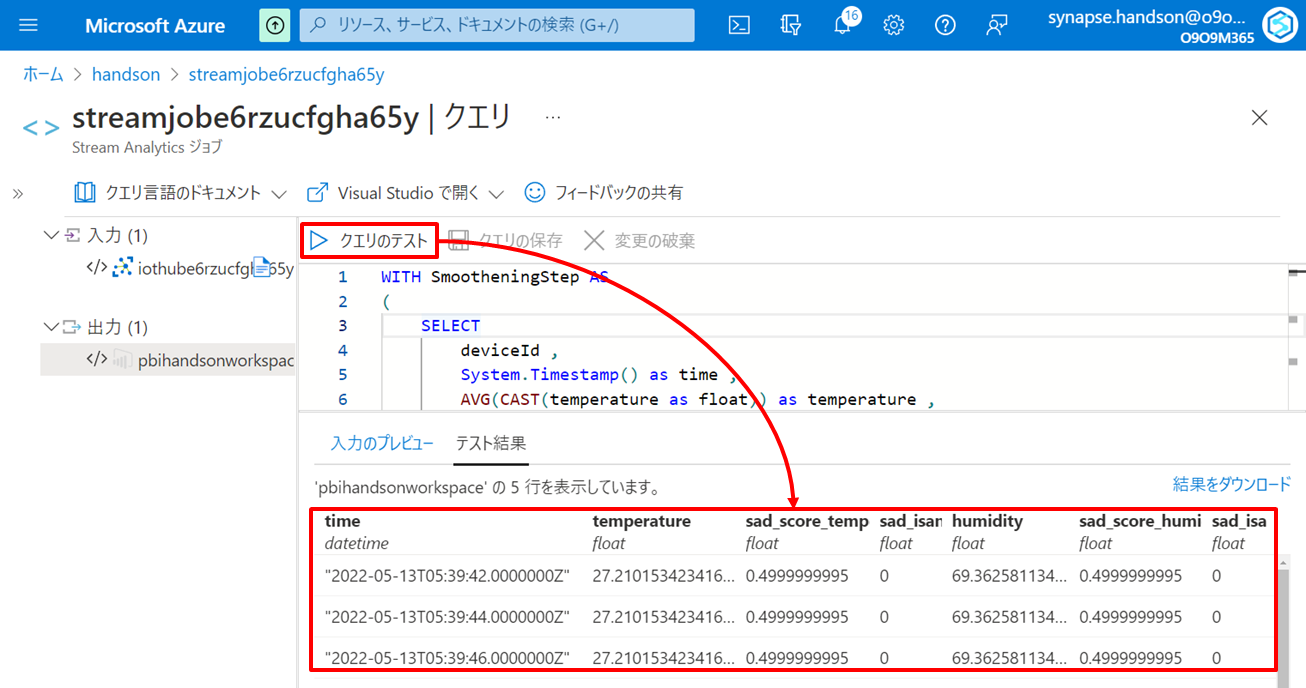 Microsoft Azure
リソース、サービス、ドキュメントの検索 (G+/)
16
synapse.handson@o9o...
O9O9M365
ホーム > handson > streamjobe6rzucfgha65y
streamjobe6rzucfgha65y | クエリ ...
Stream Analytics ジョブ
クエリ言語のドキュメント
Visual Studio で開く
フィードバックの共有
入力 (1)
iothube6rzucfgh 65y
出力 (1)
pbihandsonworkspac
クエリのテスト
クエリの保存
変更の破棄
1 WITH SmootheningStep AS
2 (
3 SELECT
4 deviceId ,
5 System.Timestamp() as time ,
6 AVG(CAST(temperature as float)) as temperature ,
入力のプレビュー テスト結果
'pbihandsonworkspace' の 5 行を表示しています。
結果をダウンロード
time temperature sad_score_temp sad_isan humidity sad_score_humi sad_isa
datetime float float float float float float
"2022-05-13T05:39:42.0000000Z" 27.210153423416... 0.4999999995 0 69.362581134... 0.4999999995 0
"2022-05-13T05:39:44.0000000Z" 27.210153423416... 0.4999999995 0 69.362581134... 0.4999999995 0
"2022-05-13T05:39:46.0000000Z" 27.210153423416... 0.4999999995 0 69.362581134... 0.4999999995 0